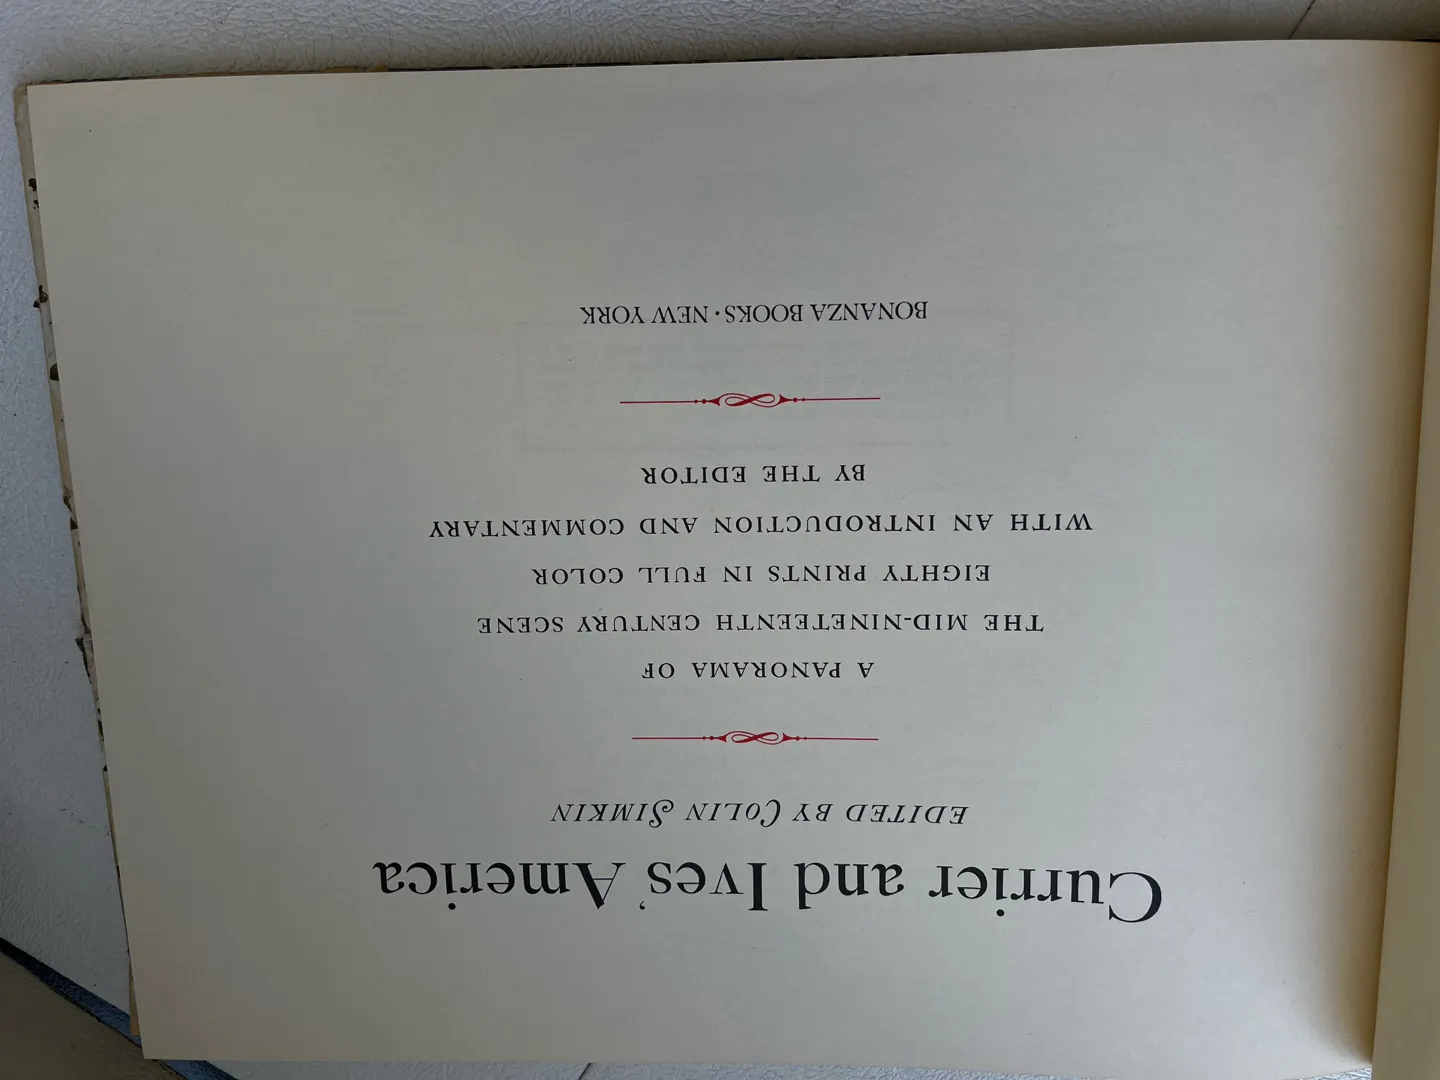 Currier and Ives' America
EDITED BY COLIN SIMKIN
A PANORAMA OF
THE MID-NINETEENTH CENTURY SCENE
EIGHTY PRINTS IN FULL COLOR
WITH AN INTRODUCTION AND COMMENTARY
BY THE EDITOR
BONANZA BOOKS · NEW YORK